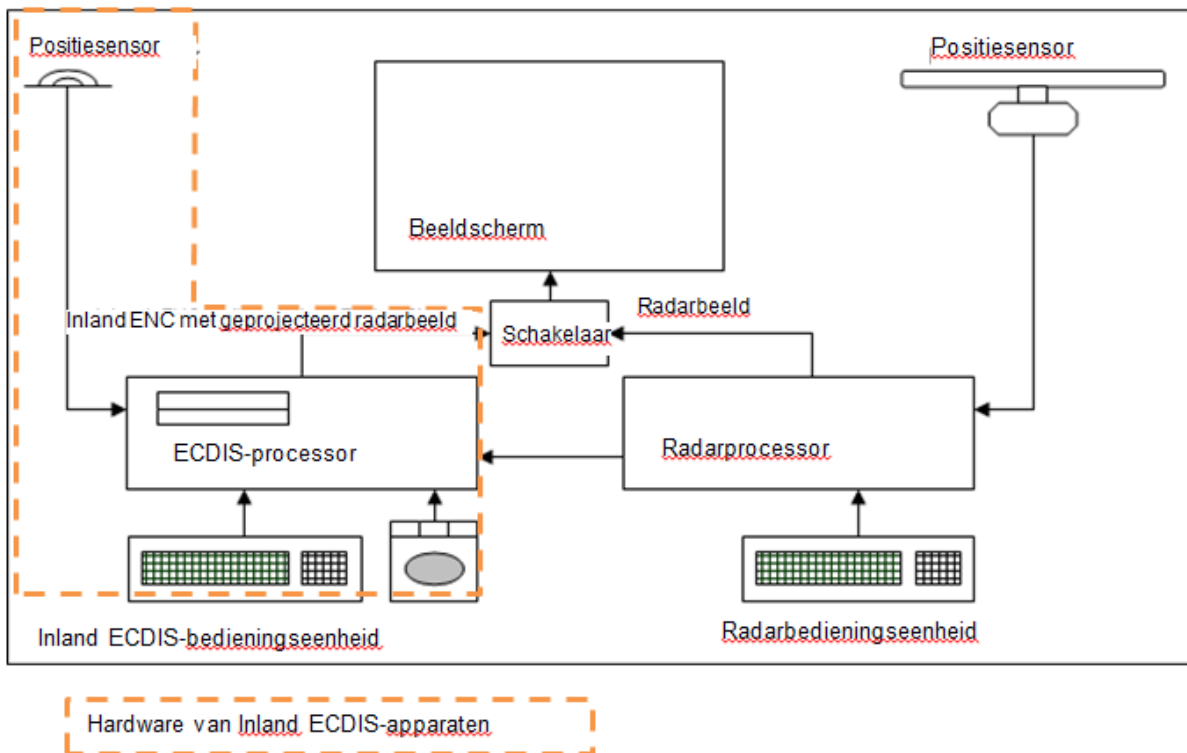 Positiesensor
Positiesensor
Beeldscherm
Inland ENC met geprojecteerd radarbeeld
Radarbeeld
Schakelaar
ECDIS-processor
Radarprocessor
Inland ECDIS-bedieningseenheid
Radarbedieningseenheid
Hardware van Inland ECDIS-apparaten